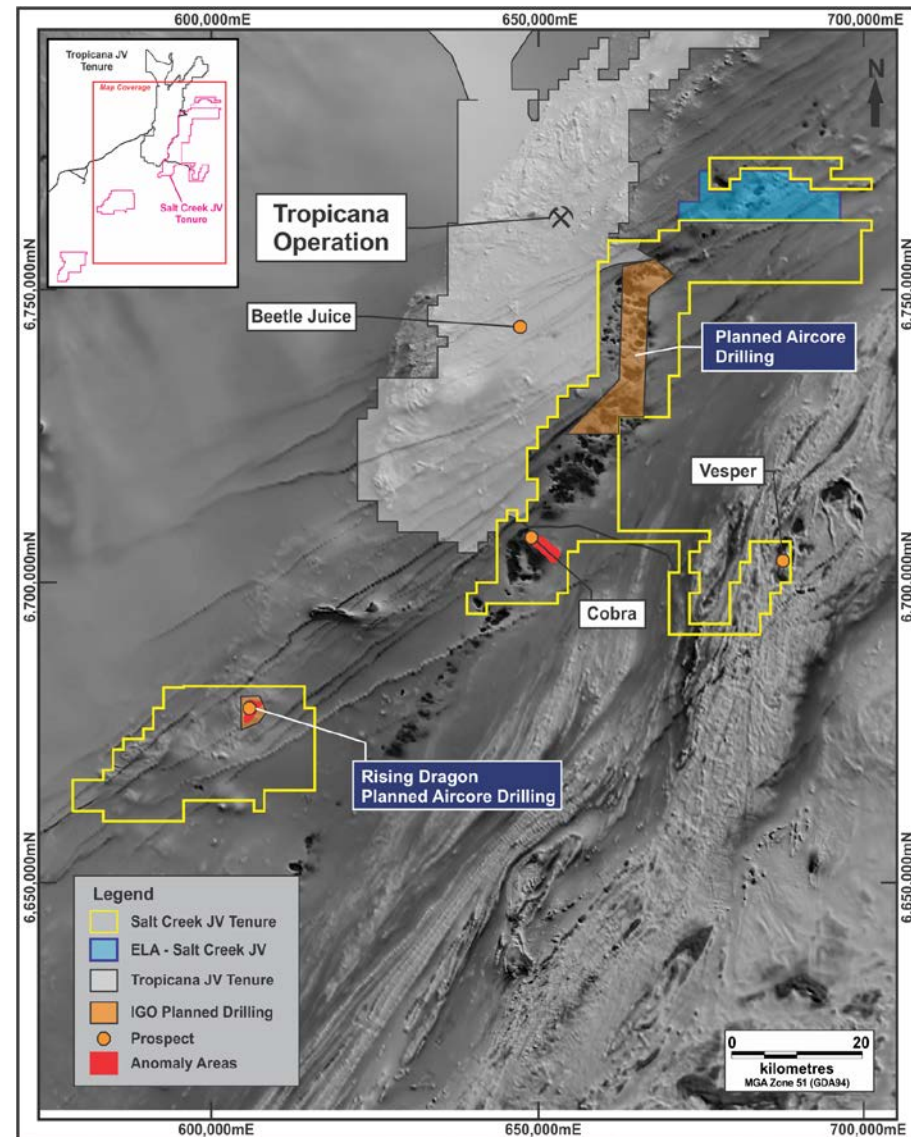 600,000mE
650,000mE
700,000mE
Tropicana JV
Tenure
Map Coverage
Salt Creek JV
Tenure
N
Tropicana
Operation
6,750,000mN
6,750,000mN
Beetle Juice
Planned Aircore
Drilling
Vesper
6,700,000mN
6,700,000mN
Cobra
Rising Dragon
Planned Aircore Drilling
6,650,000mN
6,650,000mN
Legend
Salt Creek JV Tenure
ELA - Salt Creek JV
Tropicana JV Tenure
IGO Planned Drilling
Prospect
Anomaly Areas
0 20
kilometres
MGA Zone 51 (GDA94)
600,000mE
650,000mE
700,000mE